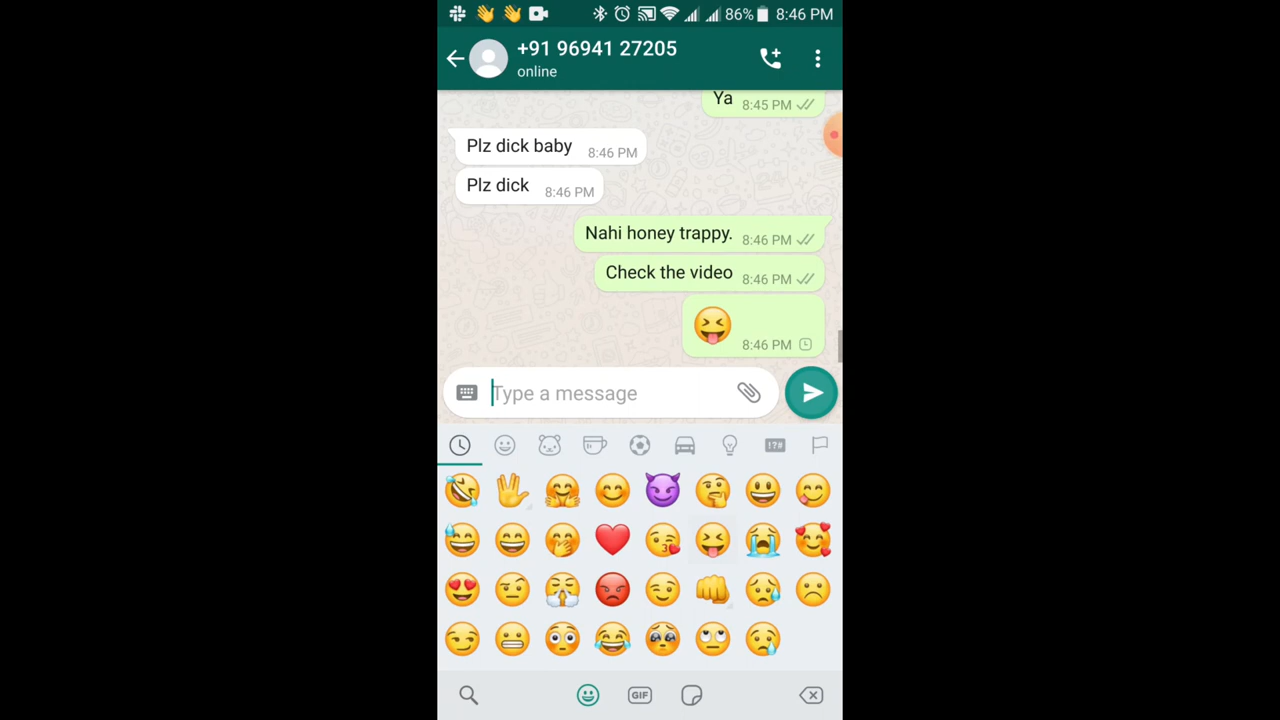 86% 8:46 PM
+91 96941 27205
online
Ya 8:45 PM
Plz dick baby 8:46 PM
Plz dick 8:46 PM
Nahi honey trappy. 8:46 PM
Check the video 8:46 PM
8:46 PM
Type a message
!?#
GIF